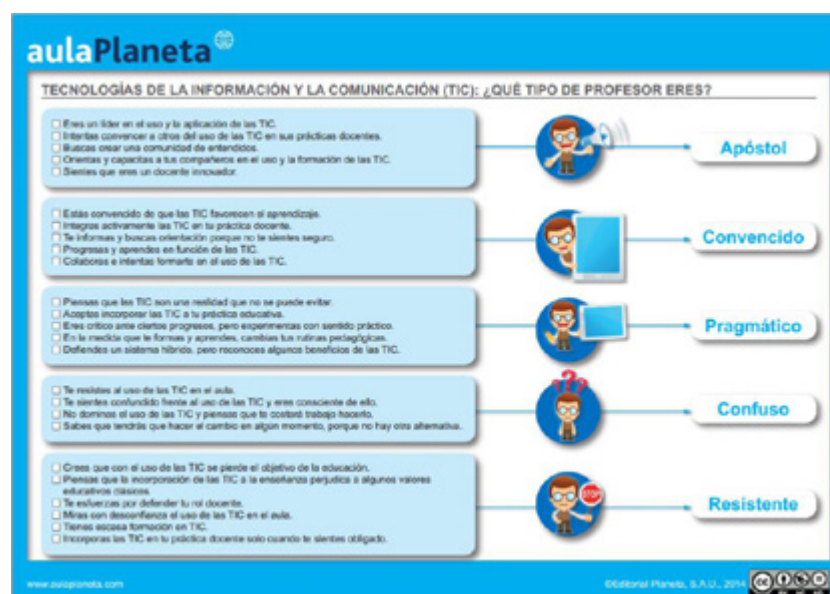 aulaPlaneta
TECNOLOGÍAS DE LA INFORMACIÓN Y LA COMUNICACIÓN (TIC): ¿QUÉ TIPO DE PROFESOR ERES?
Eres un líder en el uso y la aplicación de las TIC.
Intentas convencer a otros del uso de las TIC en sus prácticas docentes.
Buscas crear una comunidad de entendidos.
Orientas y capacitas a tus compañeros en el uso y la formación de las TIC.
Sientes que eres un docente innovador.
Apóstol
Estás convencido de que las TIC favorecen el aprendizaje.
Integras activamente las TIC en tu práctica docente.
Te informas y buscas orientación porque no te sientes seguro.
Progresas y aprendes en función de las TIC.
Colaboras e intentas formarte en el uso de las TIC.
Convencido
Piensas que las TIC son una realidad que no se puede evitar.
Aceptas incorporar las TIC a tu práctica educativa.
Eres crítico ante ciertos progresos, pero experimentas con sentido práctico.
En la medida que te formas y aprendes, cambias tus rutinas pedagógicas.
Defiendes un sistema híbrido, pero reconoces algunos beneficios de las TIC.
Pragmático
Te resistes al uso de las TIC en el aula.
Te sientes confundido frente al uso de las TIC y eres consciente de ello.
No dominas el uso de las TIC y piensas que te costará trabajo hacerlo.
Sabes que tendrás que hacer el cambio en algún momento, porque no hay otra alternativa.
???
Confuso
Crees que con el uso de las TIC se pierde el objetivo de la educación.
Piensas que la incorporación de las TIC a la enseñanza perjudica a algunos valores
educativos clásicos.
Te esfuerzas por defender tu rol docente.
Miras con desconfianza el uso de las TIC en el aula.
Tienes escasa formación en TIC.
Incorporas las TIC en tu práctica docente solo cuando te sientes obligado.
STOP
Resistente
www.aulaplaneta.com
©Editorial Planeta, S.A.U., 2014